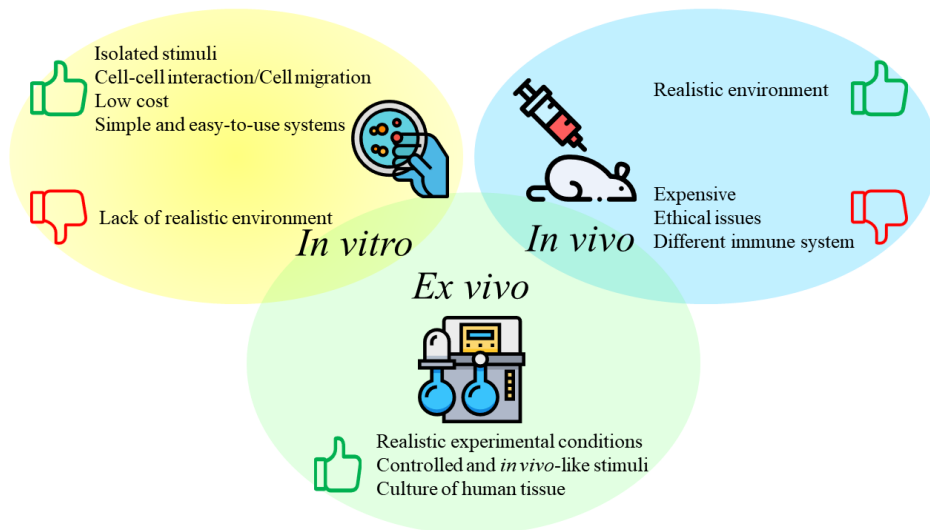 Isolated stimuli
Cell-cell interaction/Cell migration
Low cost
Simple and easy-to-use systems
Lack of realistic environment
In vitro
Realistic environment
Expensive
Ethical issues
Different immune system
In vivo
Ex vivo
Realistic experimental conditions
Controlled and in vivo-like stimuli
Culture of human tissue